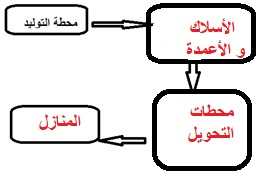 محطة التوليد
الأسلاك
و الأعمدة
محطات
التحويل
المنازل